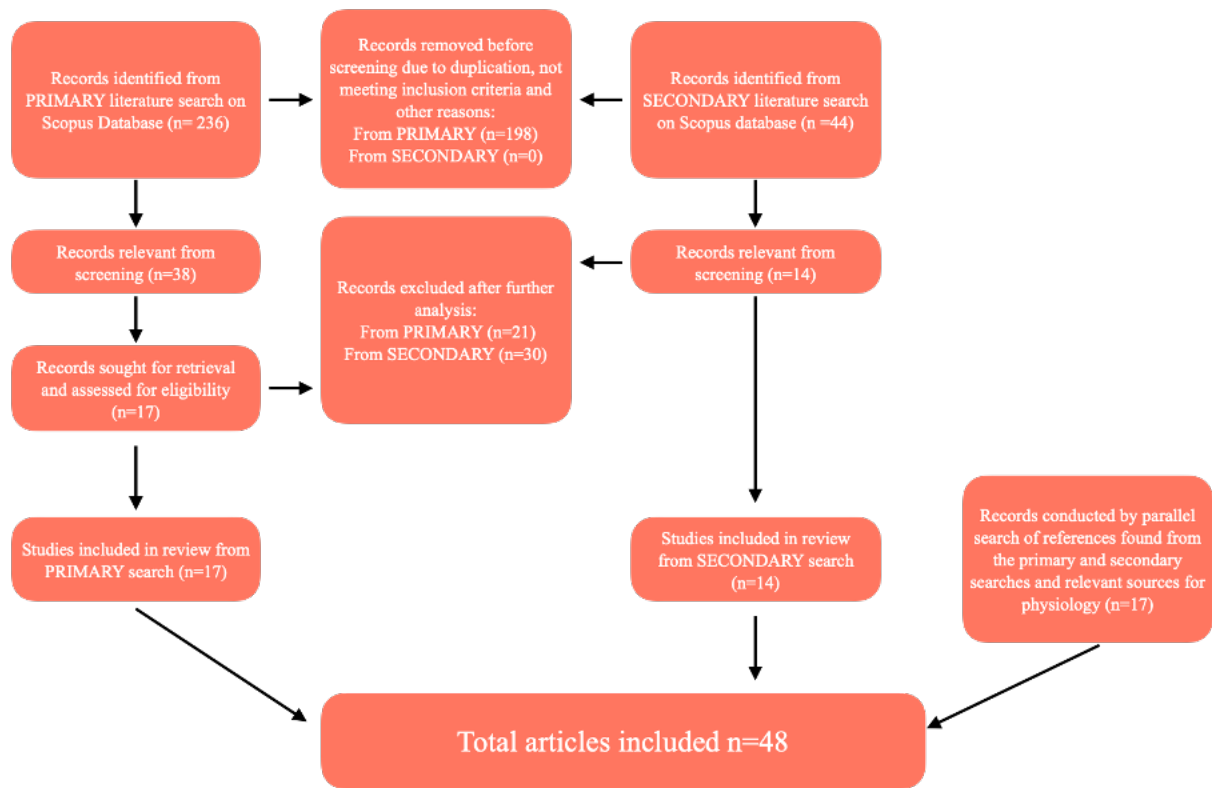 Records identified from
PRIMARY literature search on
Scopus Database (n= 236)
Records removed before
screening due to duplication, not
meeting inclusion criteria and
other reasons:
From PRIMARY (n=198)
From SECONDARY (n=0)
Records identified from
SECONDARY literature search
on Scopus database (n =44)
Records relevant from
screening (n=38)
Records excluded after further
analysis:
From PRIMARY (n=21)
From SECONDARY (n=30)
Records relevant from
screening (n=14)
Records sought for retrieval
and assessed for eligibility
(n=17)
Studies included in review from
PRIMARY search (n=17)
Studies included in review
from SECONDARY search
(n=14)
Records conducted by parallel
search of references found from
the primary and secondary
searches and relevant sources for
physiology (n=17)
Total articles included n=48